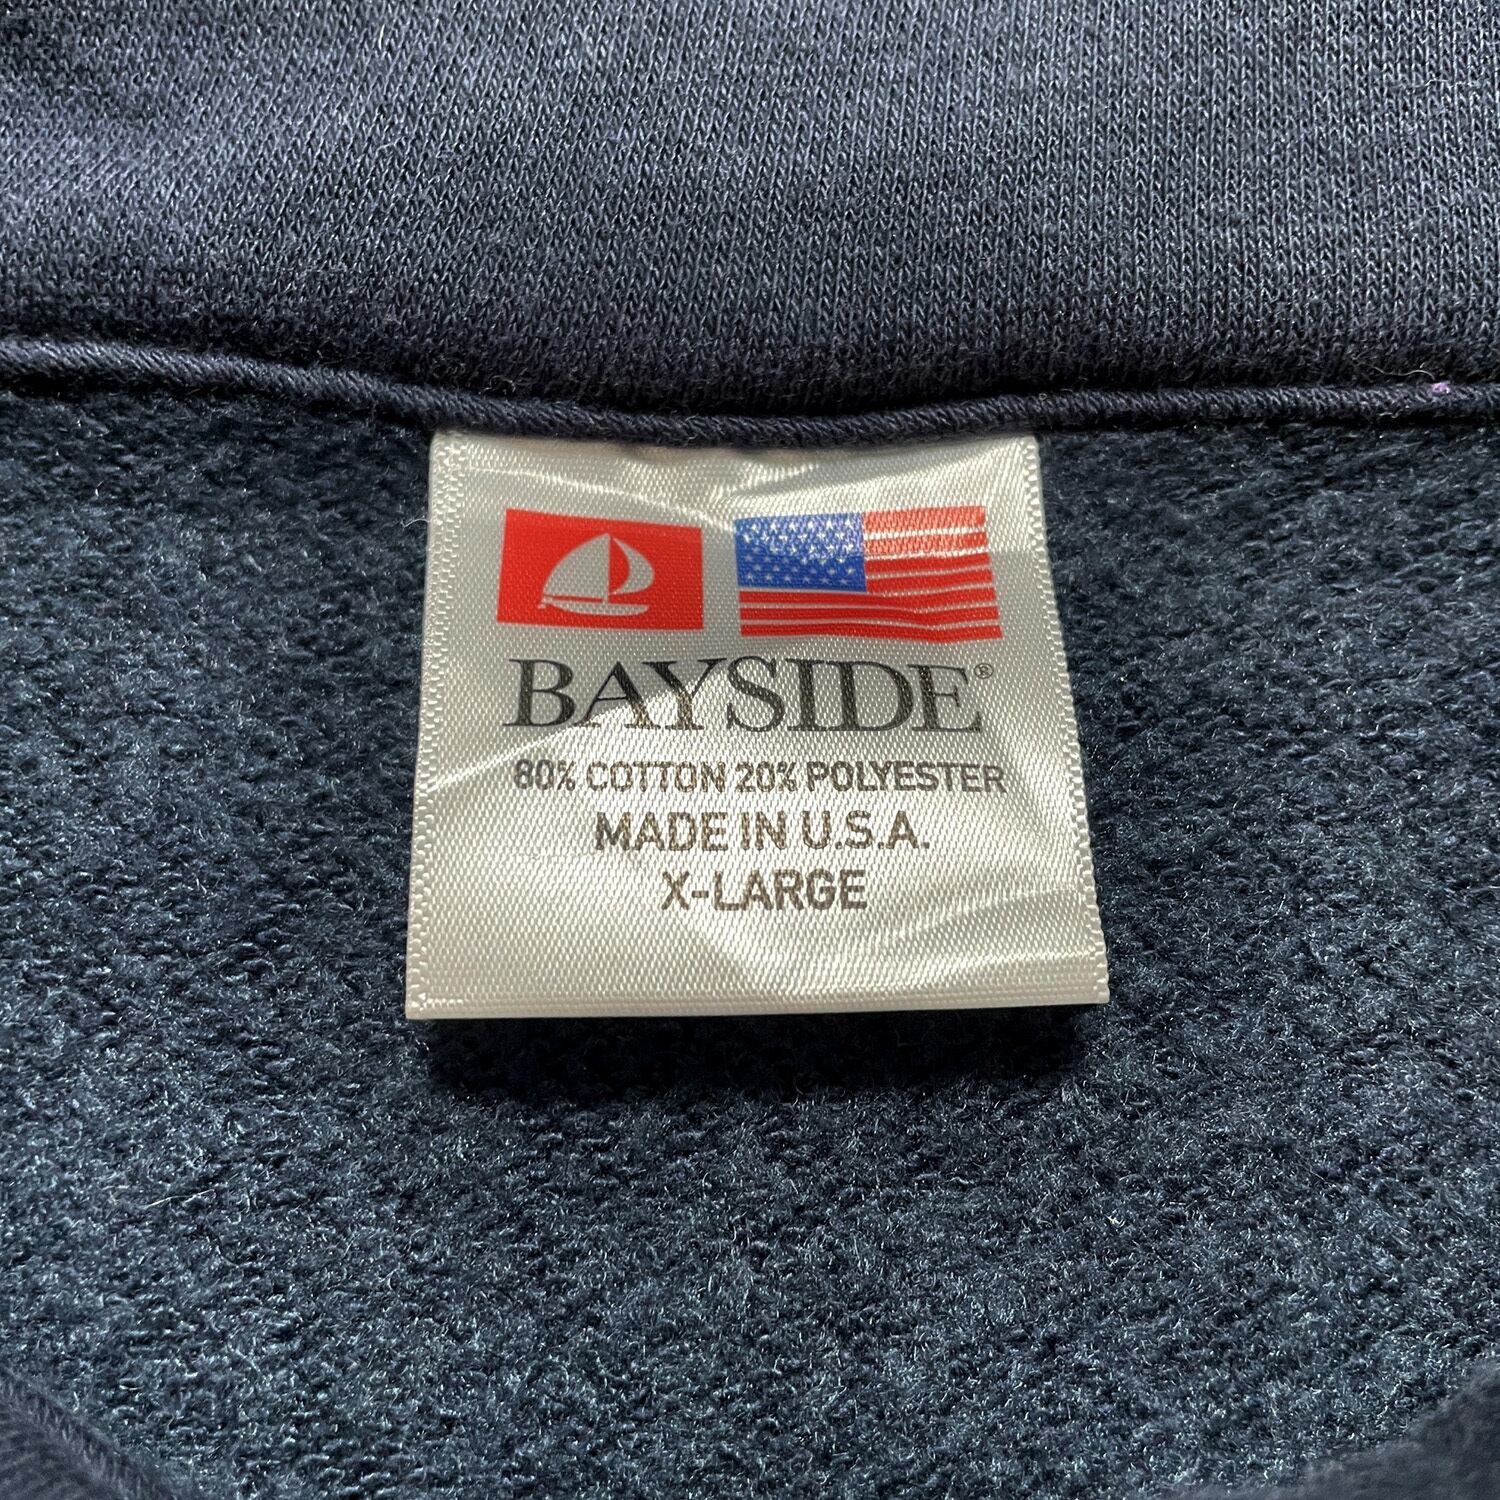 BAYSIDE®
80% COTTON 20% POLYESTER
MADE IN U.S.A.
X-LARGE